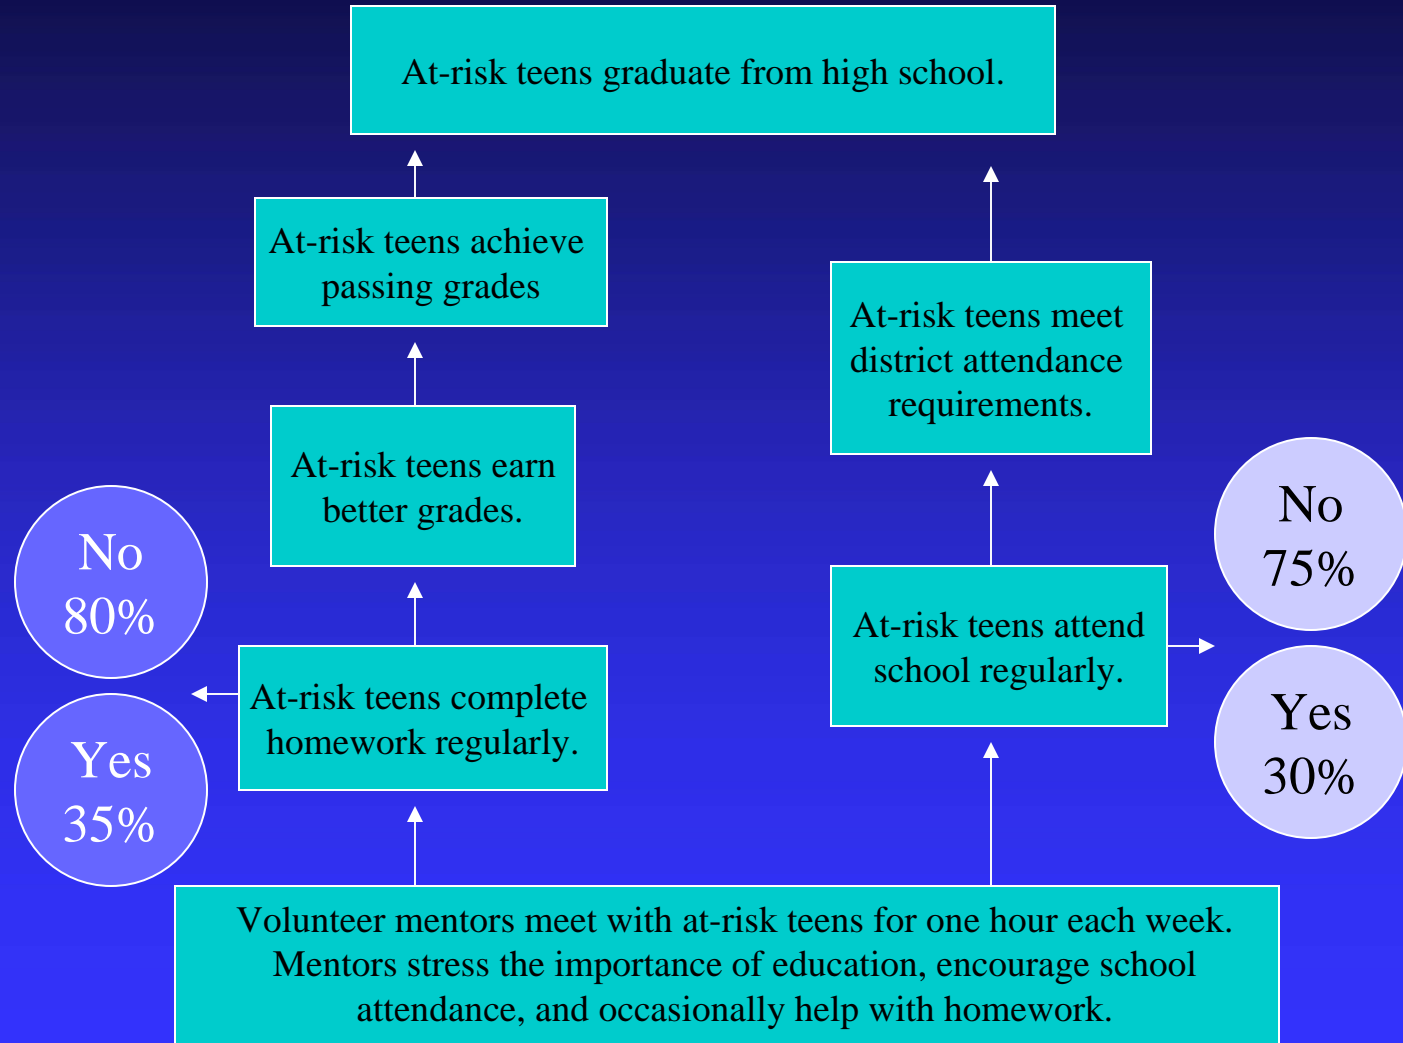 At-risk teens graduate from high school.
At-risk teens achieve
passing grades
At-risk teens meet
district attendance
requirements.
At-risk teens earn
better grades.
No
80%
No
75%
At-risk teens attend
school regularly.
At-risk teens complete
homework regularly.
Yes
35%
Yes
30%
Volunteer mentors meet with at-risk teens for one hour each week.
Mentors stress the importance of education, encourage school
attendance, and occasionally help with homework.